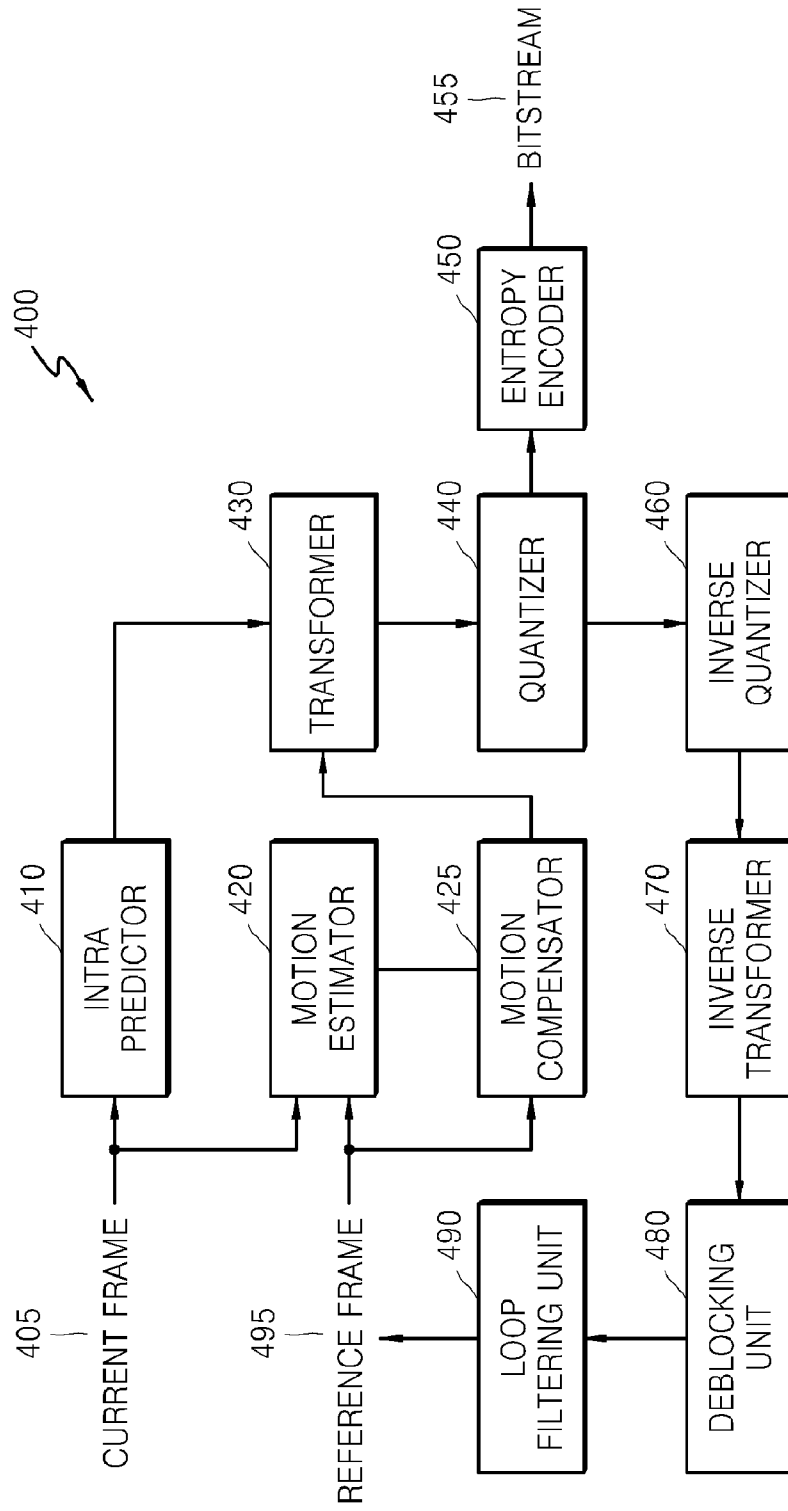 400
405
CURRENT FRAME
495
REFERENCE FRAME
410
INTRA
PREDICTOR
420
MOTION
ESTIMATOR
425
MOTION
COMPENSATOR
430
TRANSFORMER
440
QUANTIZER
450
ENTROPY
ENCODER
455
BITSTREAM
490
LOOP
FILTERING UNIT
480
DEBLOCKING
UNIT
470
INVERSE
TRANSFORMER
460
INVERSE
QUANTIZER